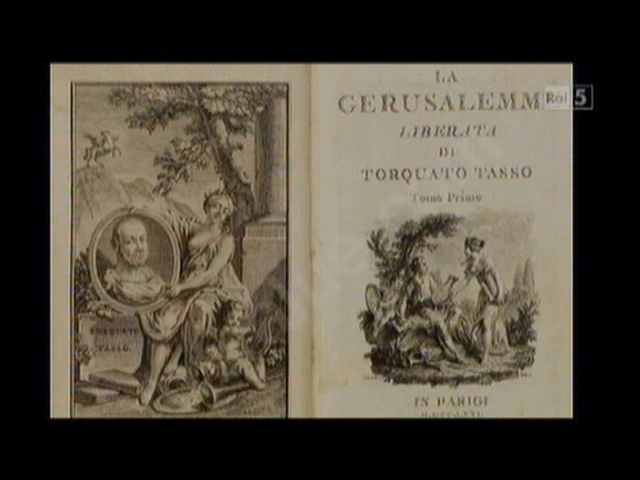 TORQUATO
TASSO.
LA
GERUSALEMM
LIBERATA
DI
TORQUATO TASSO
Tomo Primo
IN PARIGI
Rai 5